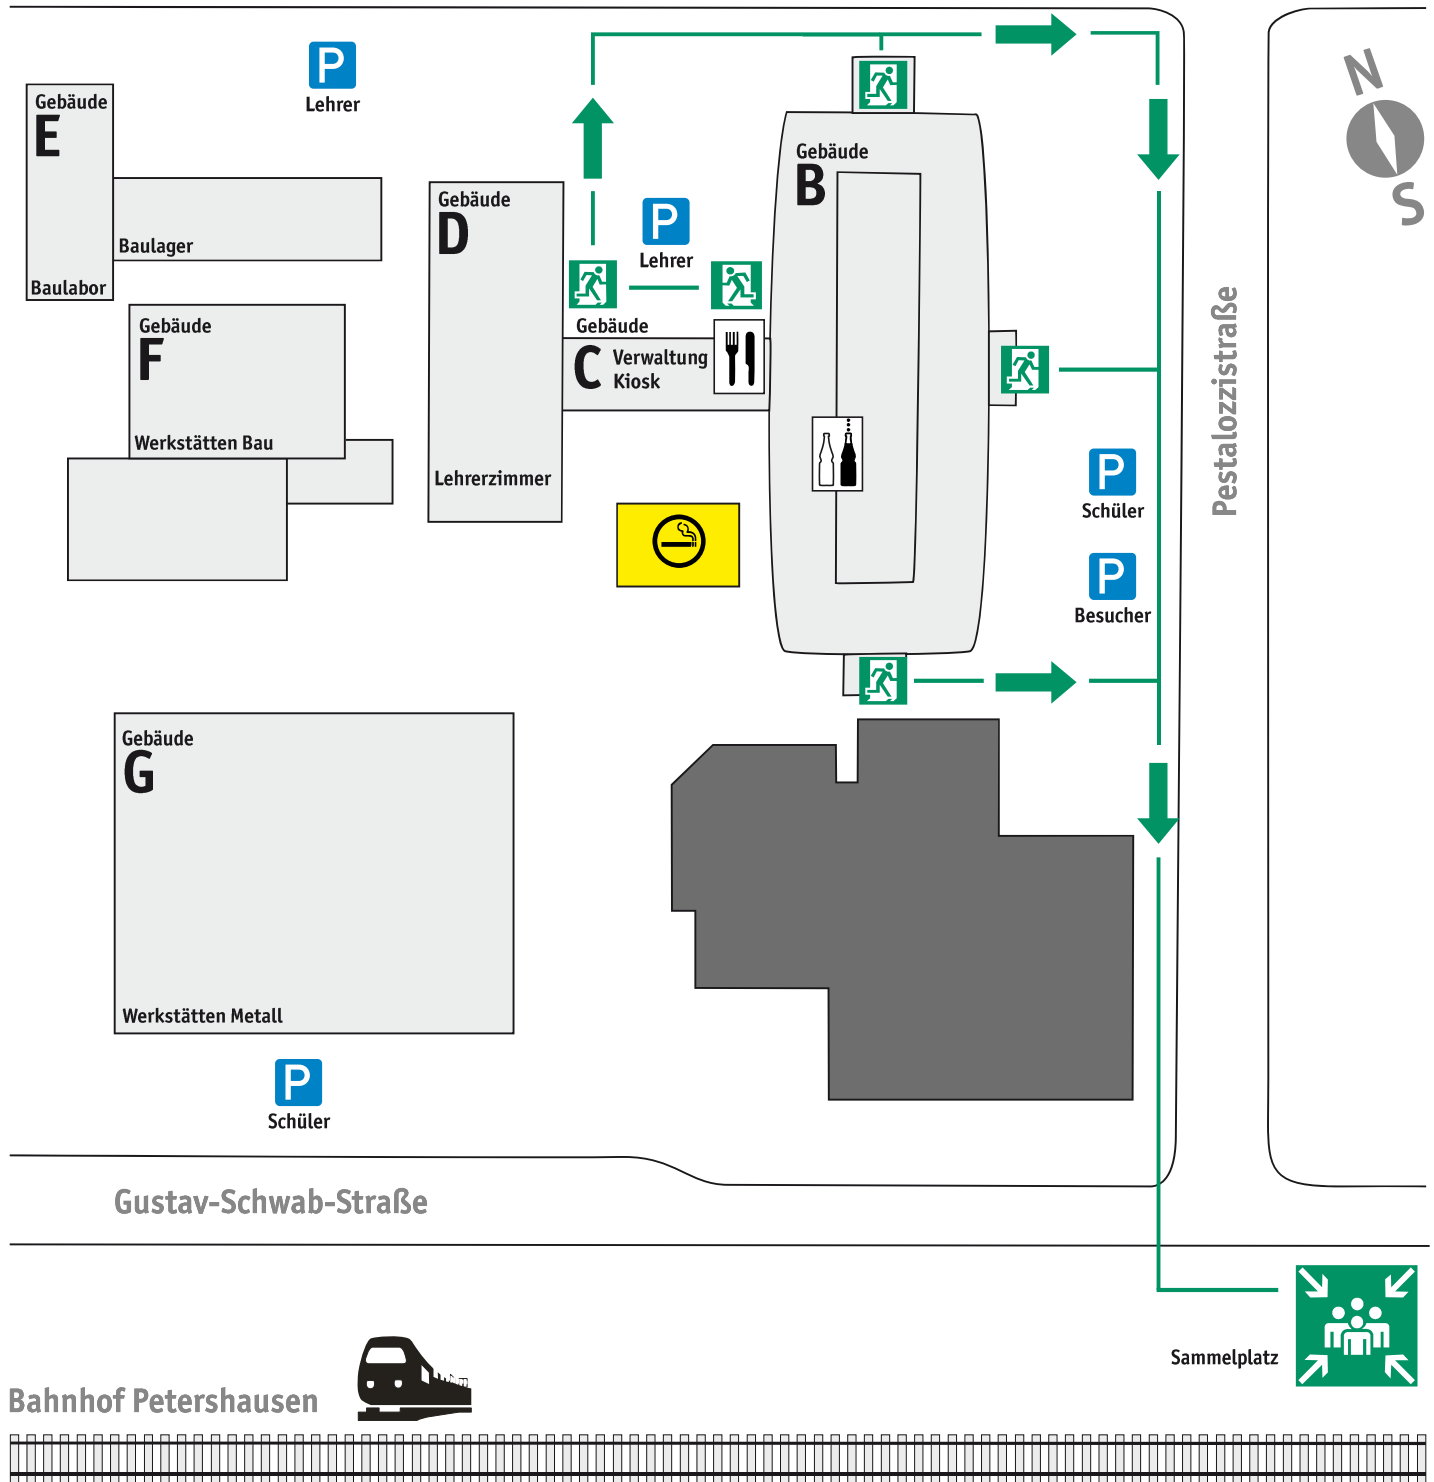 P
Lehrer
N
S
Gebäude
E
Baulager
Baulabor
Gebäude
D
Lehrerzimmer
P
Lehrer
Gebäude
B
Gebäude
F
Werkstätten Bau
Gebäude
C Verwaltung
Kiosk
Pestalozzistraße
P
Schüler
P
Besucher
Gebäude
G
Werkstätten Metall
P
Schüler
Gustav-Schwab-Straße
Sammelplatz
Bahnhof Petershausen